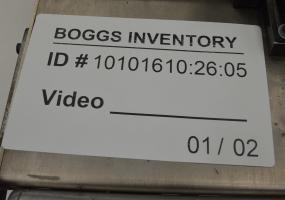 BOGGS INVENTORY
ID # 10101610:26:05
Video
01 / 02